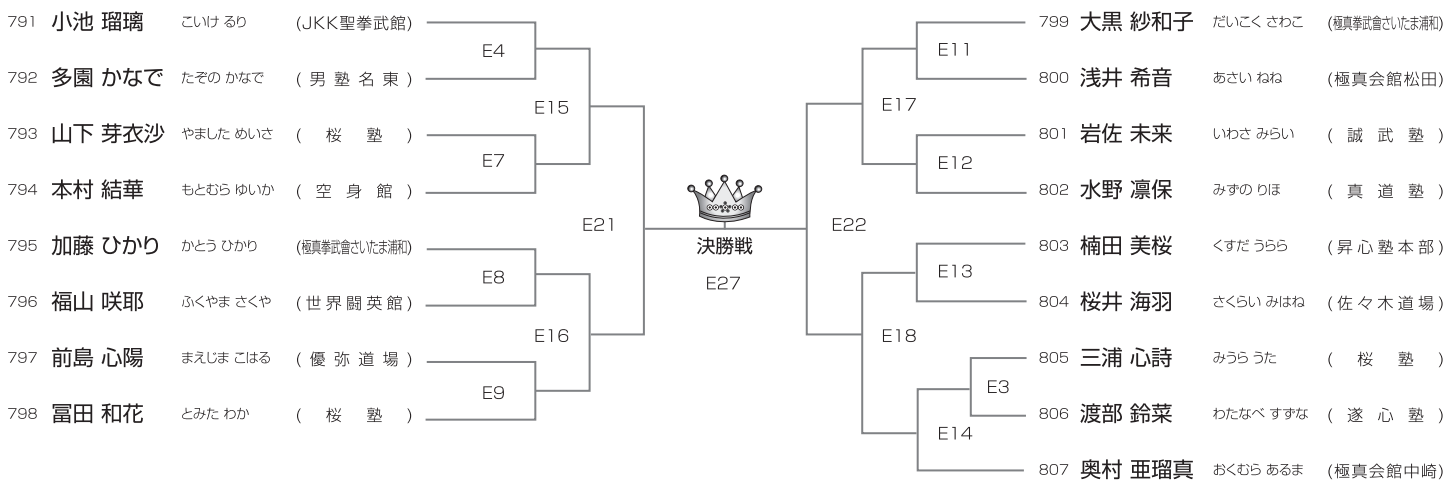 791 小池 瑠璃 こいけ るり (JKK聖拳武館)
E4
792 多園 かなで たぞの かなで (男塾名東)
E15
793 山下 芽衣沙 やました めいさ (桜塾)
E7
794 本村 結華 もとむら ゆいか (空身館)
E21
795 加藤 ひかり かとう ひかり (極真拳武會さいたま浦和)
E8
796 福山 咲耶 ふくやま さくや (世界闘英館)
E16
797 前島 心陽 まえじま こはる (優弥道場)
E9
798 冨田 和花 とみた わか (桜塾)
決勝戦
E27
799 大黒 紗和子 だいこく さわこ (極真拳武會さいたま浦和)
E11
800 浅井 希音 あさい ねね (極真会館松田)
E17
801 岩佐 未来 いわさ みらい (誠武塾)
E12
802 水野 凛保 みずの りほ (真道塾)
E22
803 楠田 美桜 くすだ うらら (昇心塾本部)
E13
804 桜井 海羽 さくらい みはね (佐々木道場)
E18
805 三浦 心詩 みうら うた (桜塾)
E3
806 渡部 鈴菜 わたなべ すずな (遂心塾)
E14
807 奥村 亜瑠真 おくむら あるま (極真会館中崎)